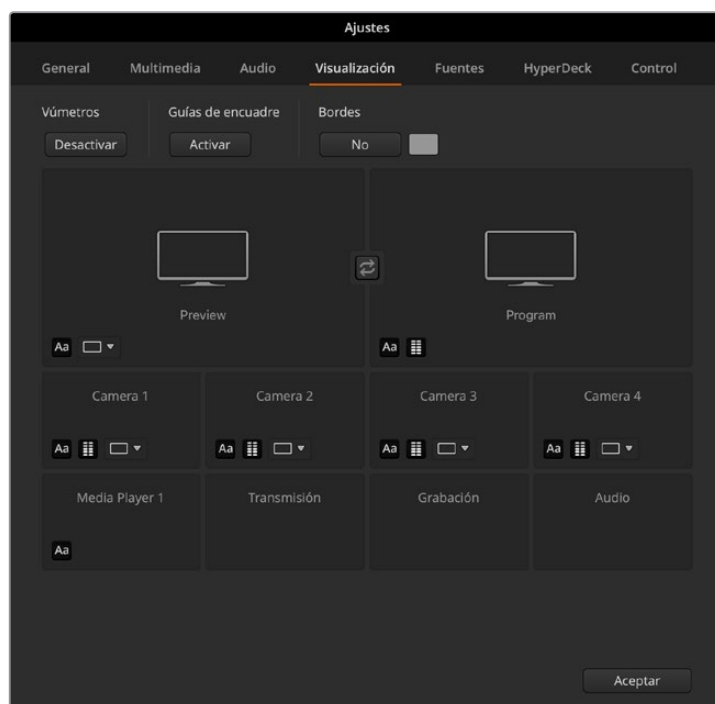 Ajustes
General Multimedia Audio Visualización Fuentes HyperDeck Control
Vúmetros Guías de encuadre Bordes
Desactivar Activar No
Preview Program
Aa Aa
Camera 1 Camera 2 Camera 3 Camera 4
Aa Aa Aa Aa
Media Player 1 Transmisión Grabación Audio
Aa
Aceptar